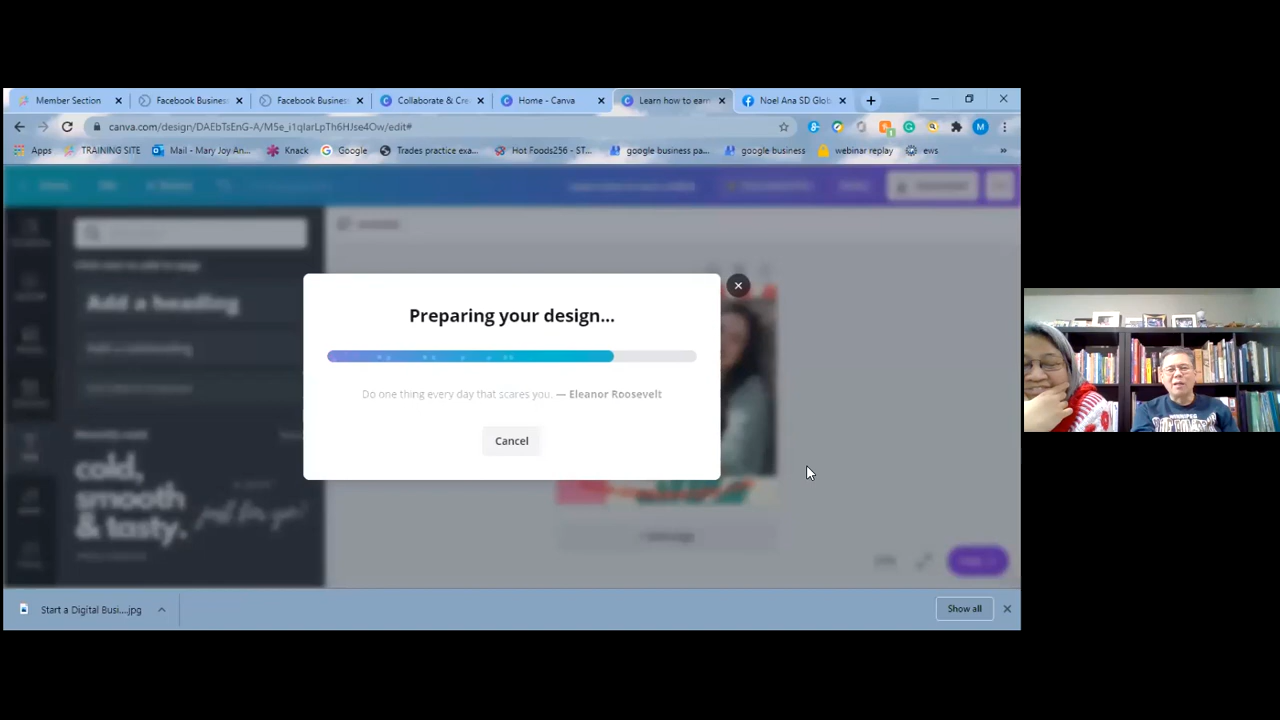 Member Section
Facebook Busines
Facebook Busines
Collaborate & Cre
Home - Canva
Learn how to earn
Noel Ana SD Glob
canva.com/design/DAEbTsEnG-A/M5e_i1qlarLpTh6HJse4Ow/edit#
M
Apps
TRAINING SITE
Mail - Mary Joy An...
Knack
Google
Trades practice exa...
Hot Foods256 - ST...
google business pa...
google business
webinar replay
ews
»
Preparing your design...
Add a heading
Do one thing every day that scares you. — Eleanor Roosevelt
Cancel
cold,
smooth
& tasty.
just for you!
Start a Digital Busi....jpg
Show all